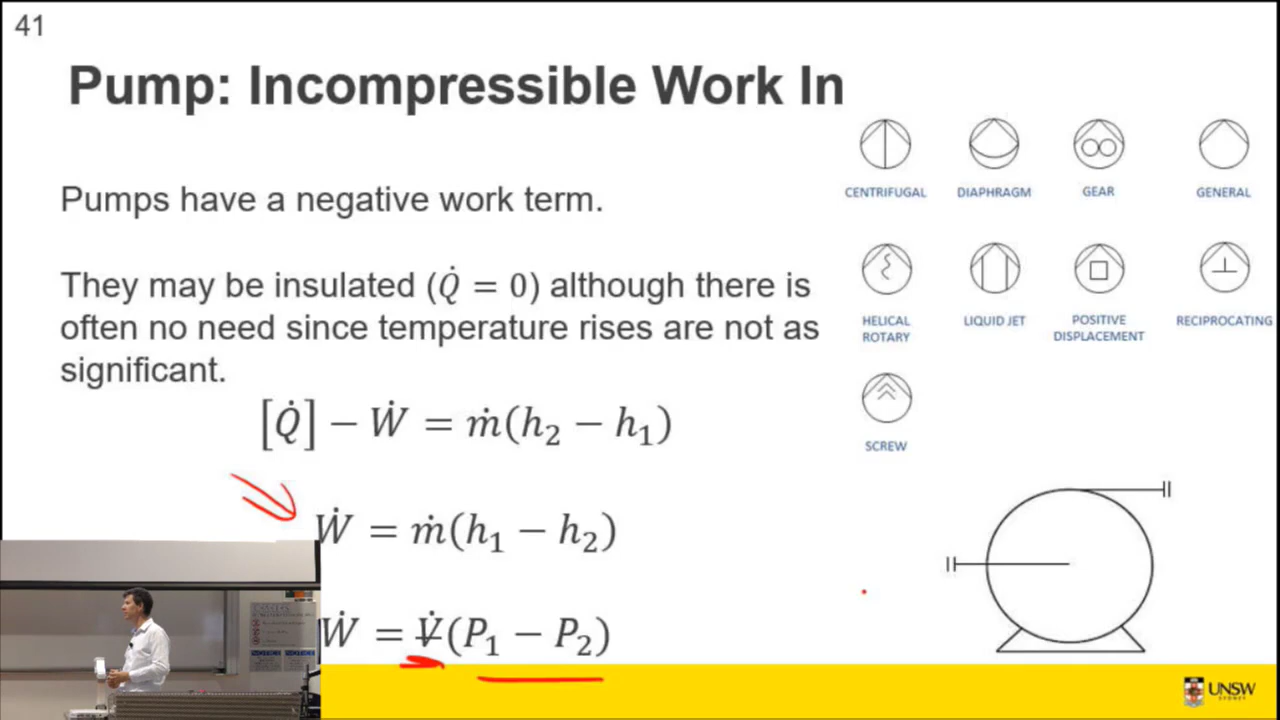 41
Pump: Incompressible Work In
Pumps have a negative work term.
They may be insulated (Q̇ = 0) although there is
often no need since temperature rises are not as
significant.
[Q̇] − Ẇ = ṁ(h₂ − h₁)
Ẇ = ṁ(h₁ − h₂)
Ẇ = V̶̇(P₁ − P₂)
CENTRIFUGAL
DIAPHRAGM
GEAR
GENERAL
HELICAL
ROTARY
LIQUID JET
POSITIVE
DISPLACEMENT
RECIPROCATING
SCREW
NOTICE
NOTICE
UNSW
SYDNEY